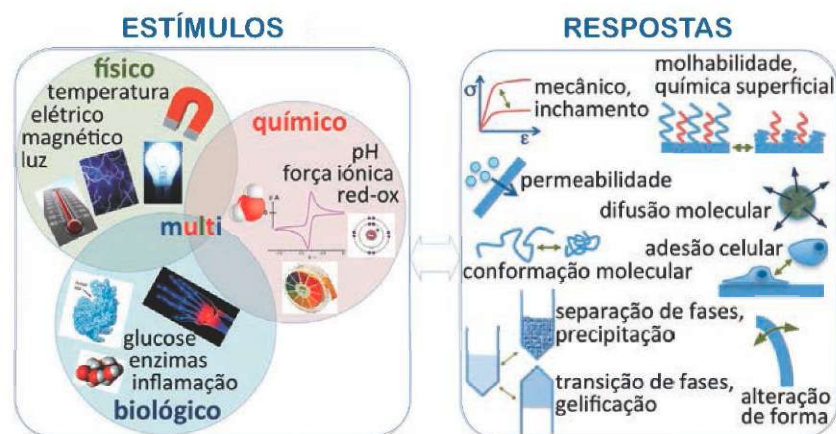 ESTÍMULOS
físico
temperatura
elétrico
magnético
luz
químico
pH
força iónica
red-ox
multi
glucose
enzimas
inflamação
biológico
RESPOSTAS
σ
ε
mecânico,
inchamento
molhabilidade,
química superficial
permeabilidade
difusão molecular
conformação molecular
adesão celular
separação de fases,
precipitação
transição de fases,
gelificação
alteração
de forma